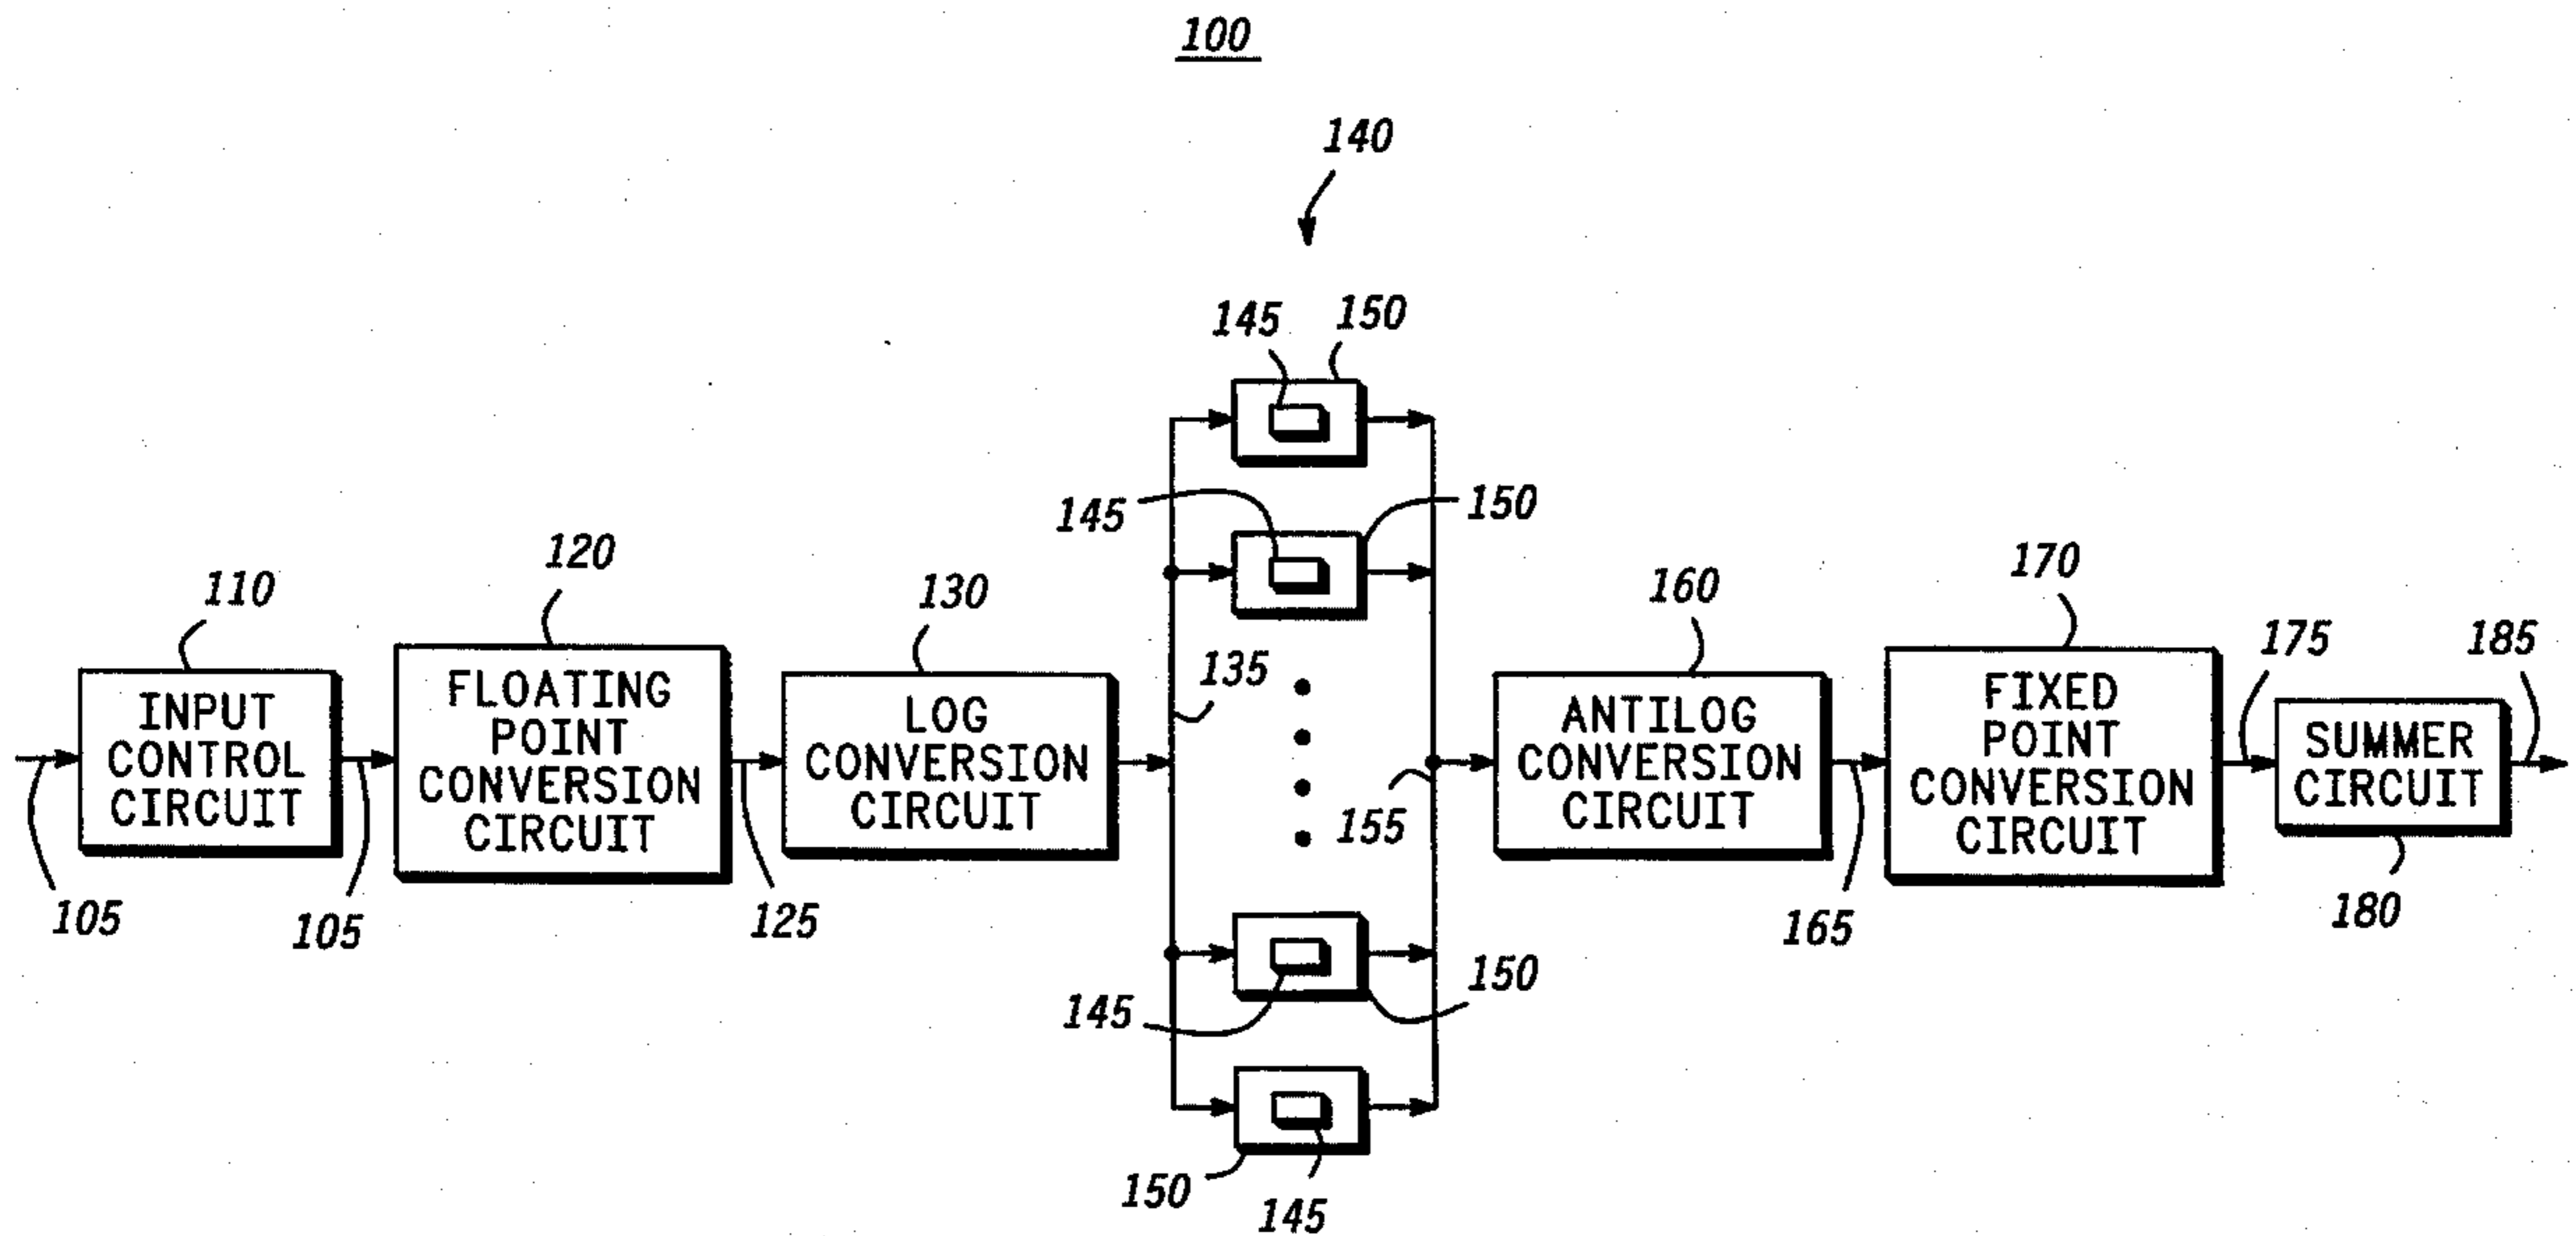 100
140
145 150
145 150
110
INPUT
CONTROL
CIRCUIT
105
105
120
FLOATING
POINT
CONVERSION
CIRCUIT
125
130
LOG
CONVERSION
CIRCUIT
135
155
160
ANTILOG
CONVERSION
CIRCUIT
165
170
FIXED
POINT
CONVERSION
CIRCUIT
175
185
SUMMER
CIRCUIT
180
145 150
150 145